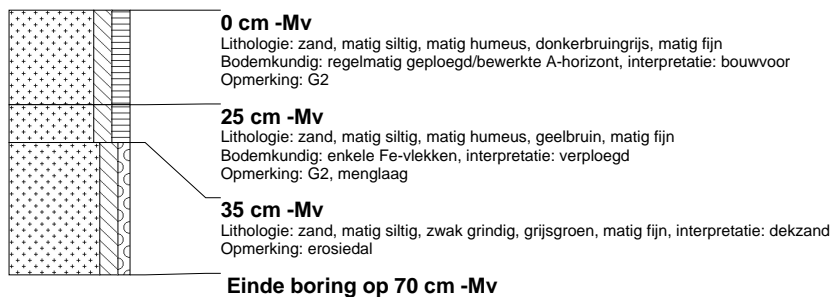 0 cm -Mv
Lithologie: zand, matig siltig, matig humeus, donkerbruingrijs, matig fijn
Bodemkundig: regelmatig geploegd/bewerkte A-horizont, interpretatie: bouwvoor
Opmerking: G2
25 cm -Mv
Lithologie: zand, matig siltig, matig humeus, geelbruin, matig fijn
Bodemkundig: enkele Fe-vlekken, interpretatie: verploegd
Opmerking: G2, menglaag
35 cm -Mv
Lithologie: zand, matig siltig, zwak grindig, grijsgroen, matig fijn, interpretatie: dekzand
Opmerking: erosiedal
Einde boring op 70 cm -Mv